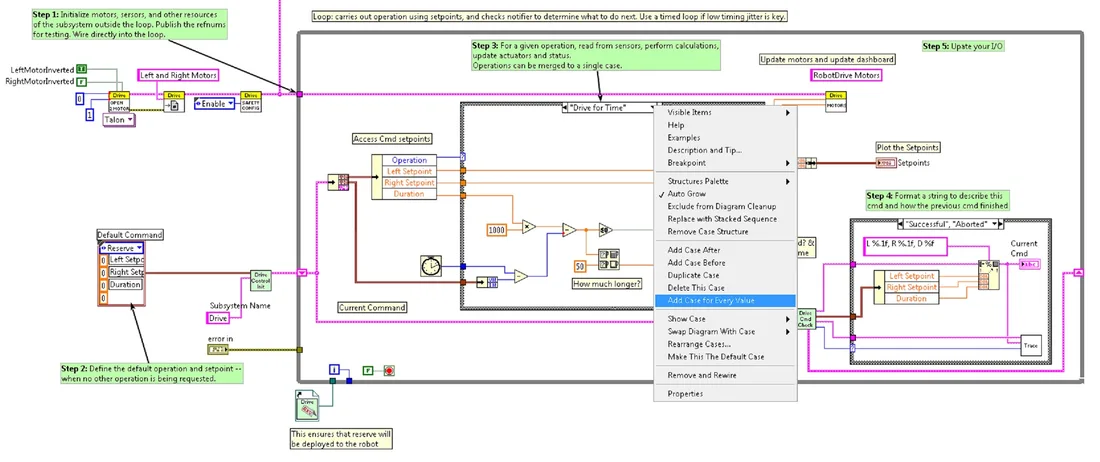 Step 1: Initialize motors, sersors, and other resources
of the subsystem outside the loop. Publish the refnums
for testing. Wire directly into the loop.
Loop: carries out operation using setpoints, and checks notifier to determine what to do next. Use a timed loop if low timing jitter is key.
Step 3: For a given operation, read from sensors, perform calculations,
update actuators and status.
Operations can be merged to a single case.
Step 5: Upate your I/O
Update motors and update dashboard
RobotDrive Motors
LeftMotorInverted
RightMotorInverted
Left and Right Motors
0
1
Drive
OPEN
2 MOTOR
Talon
Drive
Enable
Drive
SAFETY
CONFIG
Drive
MOTORS
"Drive for Time"
Visible Items
Help
Examples
Description and Tip...
Breakpoint
Structures Palette
Auto Grow
Exclude from Diagram Cleanup
Replace with Stacked Sequence
Remove Case Structure
Add Case After
Add Case Before
Duplicate Case
Delete This Case
Add Case for Every Value
Show Case
Swap Diagram With Case
Rearrange Cases...
Make This The Default Case
Remove and Rewire
Properties
Access Cmd setpoints
Operation
Left Setpoint
Right Setpoint
Duration
1000
50
How much longer?
Current Command
Plot the Setpoints
Setpoints
Step 4: Format a string to describe this
cmd and how the previous cmd finished
"Successful", "Aborted"
L %.1f, R %.1f, D %f
Current
Cmd
abc
Left Setpoint
Right Setpoint
Duration
Trace
d? &
me
Drive
Cmd
Check
Default Command
Reserve
0 Left Setpo
0 Right Setp
0 Duration
0
Drive
Control
Init
Subsystem Name
Drive
error in
Step 2: Define the default operation and setpoint --
when no other operation is being requested.
i
F
Drive
This ensures that reserve will
be deployed to the robot